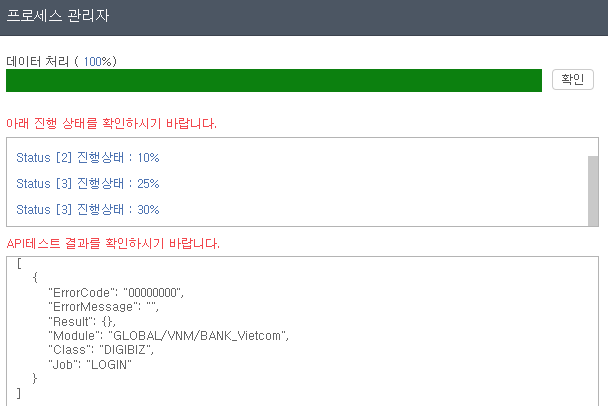 프로세스 관리자
데이터 처리 ( 100%)
확인
아래 진행 상태를 확인하시기 바랍니다.
Status [2] 진행상태 : 10%
Status [3] 진행상태 : 25%
Status [3] 진행상태 : 30%
API테스트 결과를 확인하시기 바랍니다.
[
{
"ErrorCode": "00000000",
"ErrorMessage": "",
"Result": {},
"Module": "GLOBAL/VNM/BANK_Vietcom",
"Class": "DIGIBIZ",
"Job": "LOGIN"
}
]